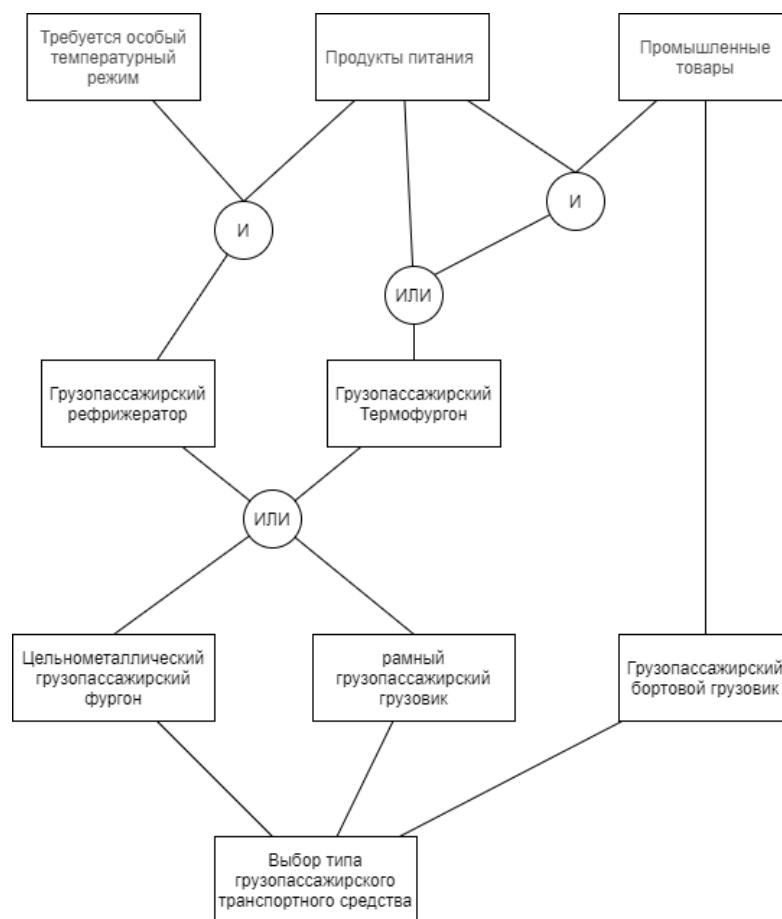 Требуется особый
температурный
режим
Продукты питания
Промышленные
товары
И
И
ИЛИ
Грузопассажирский
рефрижератор
Грузопассажирский
Термофургон
ИЛИ
Цельнометаллический
грузопассажирский
фургон
рамный
грузопассажирский
грузовик
Грузопассажирский
бортовой грузовик
Выбор типа
грузопассажирского
транспортного средства